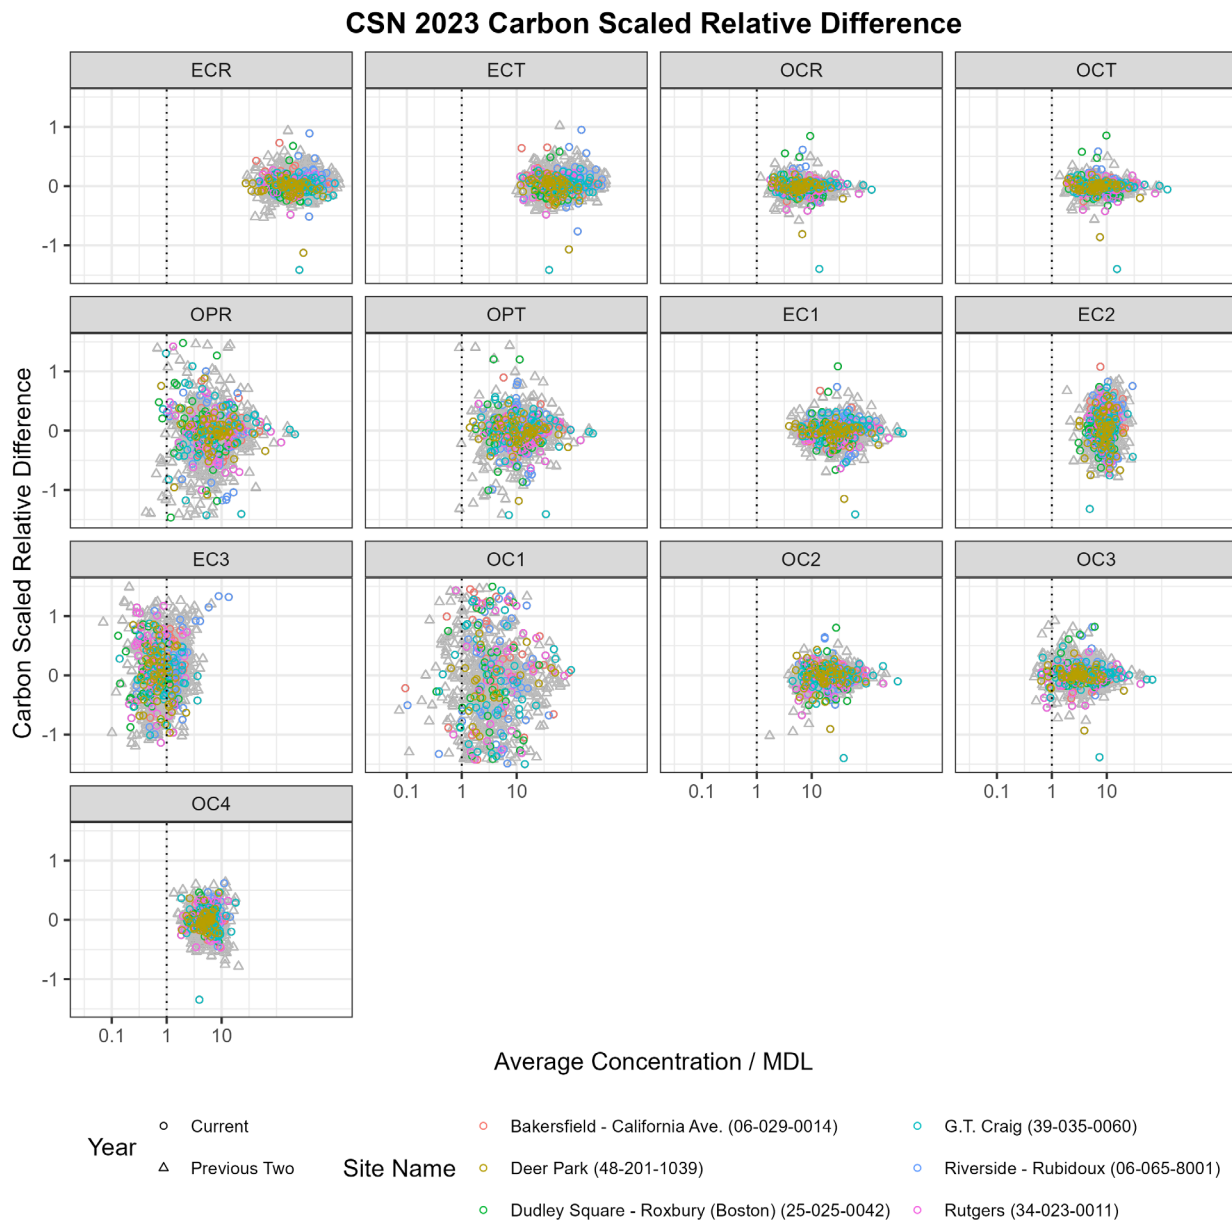 CSN 2023 Carbon Scaled Relative Difference
ECR ECT OCR OCT
1
0
-1
OPR OPT EC1 EC2
1
0
-1
EC3 OC1 OC2 OC3
1
0
-1
0.1 1 10 0.1 1 10 0.1 1 10
OC4
1
0
-1
0.1 1 10
Carbon Scaled Relative Difference
Average Concentration / MDL
Year
Current
Previous Two
Site Name
Bakersfield - California Ave. (06-029-0014)
Deer Park (48-201-1039)
Dudley Square - Roxbury (Boston) (25-025-0042)
G.T. Craig (39-035-0060)
Riverside - Rubidoux (06-065-8001)
Rutgers (34-023-0011)